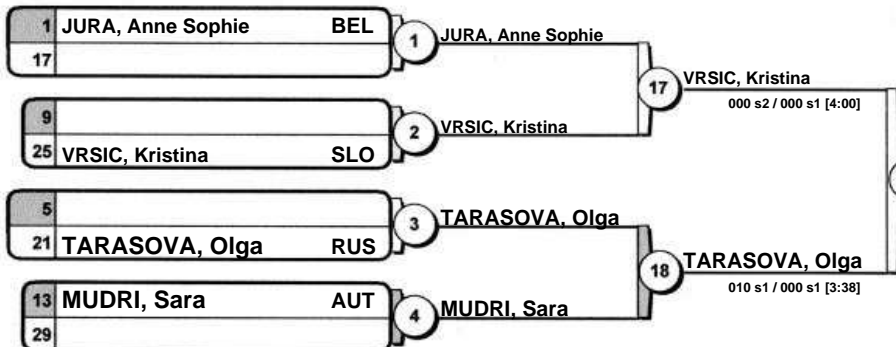 1 JURA, Anne Sophie BEL
17
1 JURA, Anne Sophie
17 VRSIC, Kristina
000 s2 / 000 s1 [4:00]
9
25 VRSIC, Kristina SLO
2 VRSIC, Kristina
5
21 TARASOVA, Olga RUS
3 TARASOVA, Olga
18 TARASOVA, Olga
010 s1 / 000 s1 [3:38]
13 MUDRI, Sara AUT
29
4 MUDRI, Sara